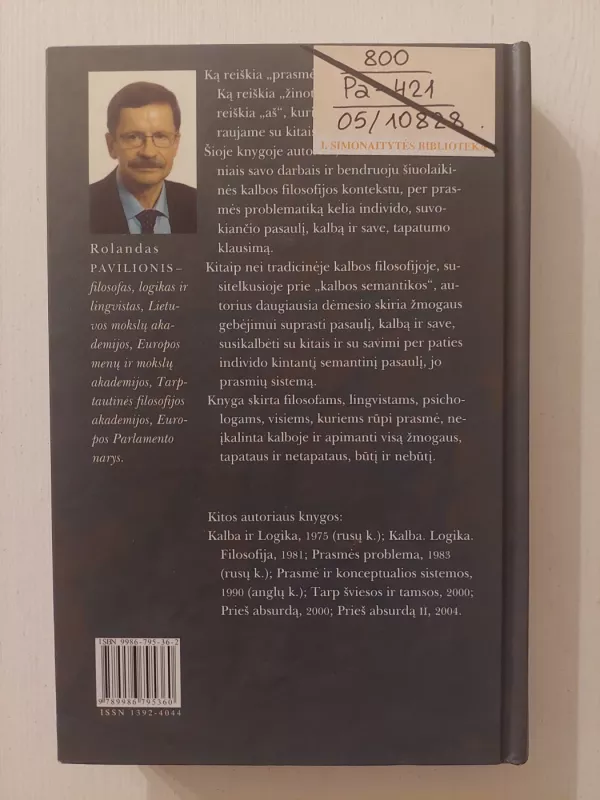 800
Pa-421
05/10828.
I. SIMONAITYTĖS BIBLIOTEKA
Ką reiškia „prasmė
Ką reiškia „žinot
reiškia „aš“, kuri
raujame su kitais
Šioje knygoje auto
niais savo darbais ir bendruoju šiuolaiki-
nės kalbos filosofijos kontekstu, per pras-
mės problematiką kelia individo, suvo-
kiančio pasaulį, kalbą ir save, tapatumo
klausimą.
Kitaip nei tradicinėje kalbos filosofijoje, su-
sitelkusioje prie „kalbos semantikos“, au-
torius daugiausia dėmesio skiria žmogaus
gebėjimui suprasti pasaulį, kalbą ir save,
susikalbėti su kitais ir su savimi per paties
individo kintantį semantinį pasaulį, jo
prasmių sistemą.
Knyga skirta filosofams, lingvistams, psicho-
logams, visiems, kuriems rūpi prasmė, ne-
įkalinta kalboje ir apimanti visą žmogaus,
tapataus ir netapataus, būtį ir nebūtį.
Rolandas
PAVILIONIS –
filosofas, logikas ir
lingvistas, Lietu-
vos mokslų aka-
demijos, Europos
menų ir mokslų
akademijos, Tarp-
tautinės filosofijos
akademijos, Euro-
pos Parlamento
narys.
Kitos autoriaus knygos:
Kalba ir Logika, 1975 (rusų k.); Kalba. Logika.
Filosofija, 1981; Prasmės problema, 1983
(rusų k.); Prasmė ir konceptualios sistemos,
1990 (anglų k.); Tarp šviesos ir tamsos, 2000;
Prieš absurdą, 2000; Prieš absurdą II, 2004.
ISBN 9986-795-36-2
9 789986 795360
ISSN 1392-4044